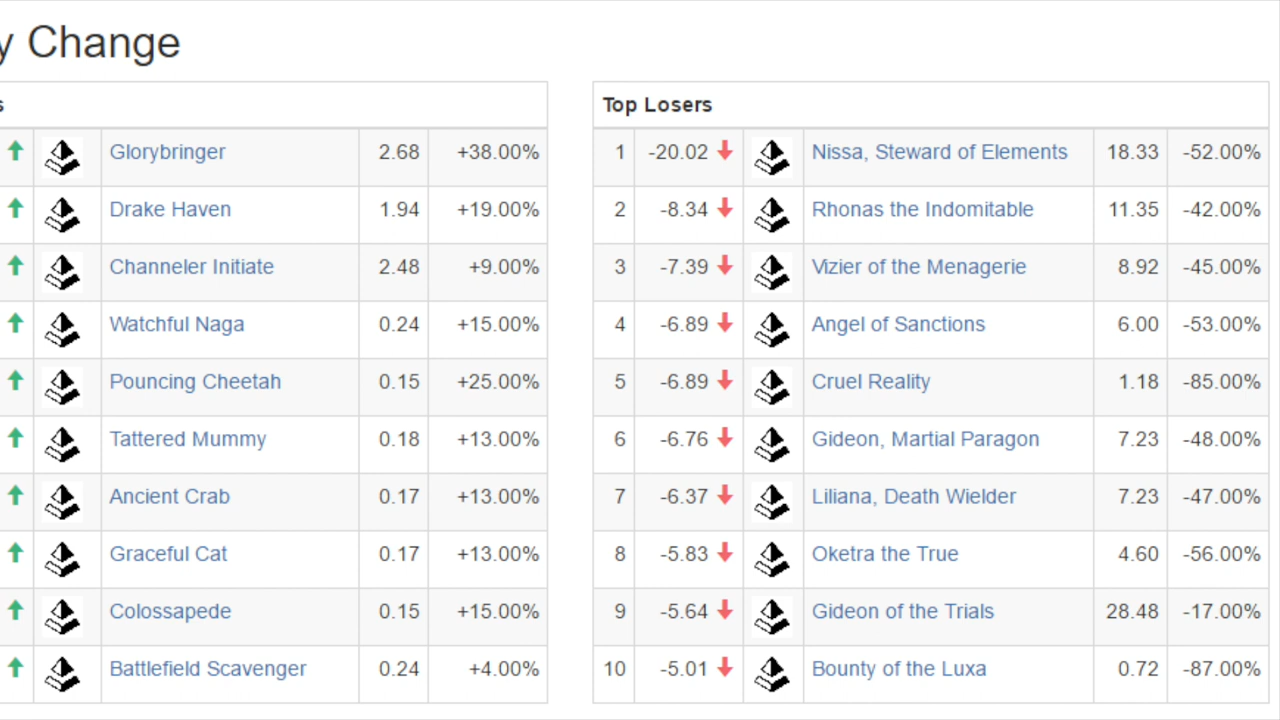 y Change
s
Glorybringer 2.68 +38.00%
Drake Haven 1.94 +19.00%
Channeler Initiate 2.48 +9.00%
Watchful Naga 0.24 +15.00%
Pouncing Cheetah 0.15 +25.00%
Tattered Mummy 0.18 +13.00%
Ancient Crab 0.17 +13.00%
Graceful Cat 0.17 +13.00%
Colossapede 0.15 +15.00%
Battlefield Scavenger 0.24 +4.00%
Top Losers
1 -20.02 Nissa, Steward of Elements 18.33 -52.00%
2 -8.34 Rhonas the Indomitable 11.35 -42.00%
3 -7.39 Vizier of the Menagerie 8.92 -45.00%
4 -6.89 Angel of Sanctions 6.00 -53.00%
5 -6.89 Cruel Reality 1.18 -85.00%
6 -6.76 Gideon, Martial Paragon 7.23 -48.00%
7 -6.37 Liliana, Death Wielder 7.23 -47.00%
8 -5.83 Oketra the True 4.60 -56.00%
9 -5.64 Gideon of the Trials 28.48 -17.00%
10 -5.01 Bounty of the Luxa 0.72 -87.00%